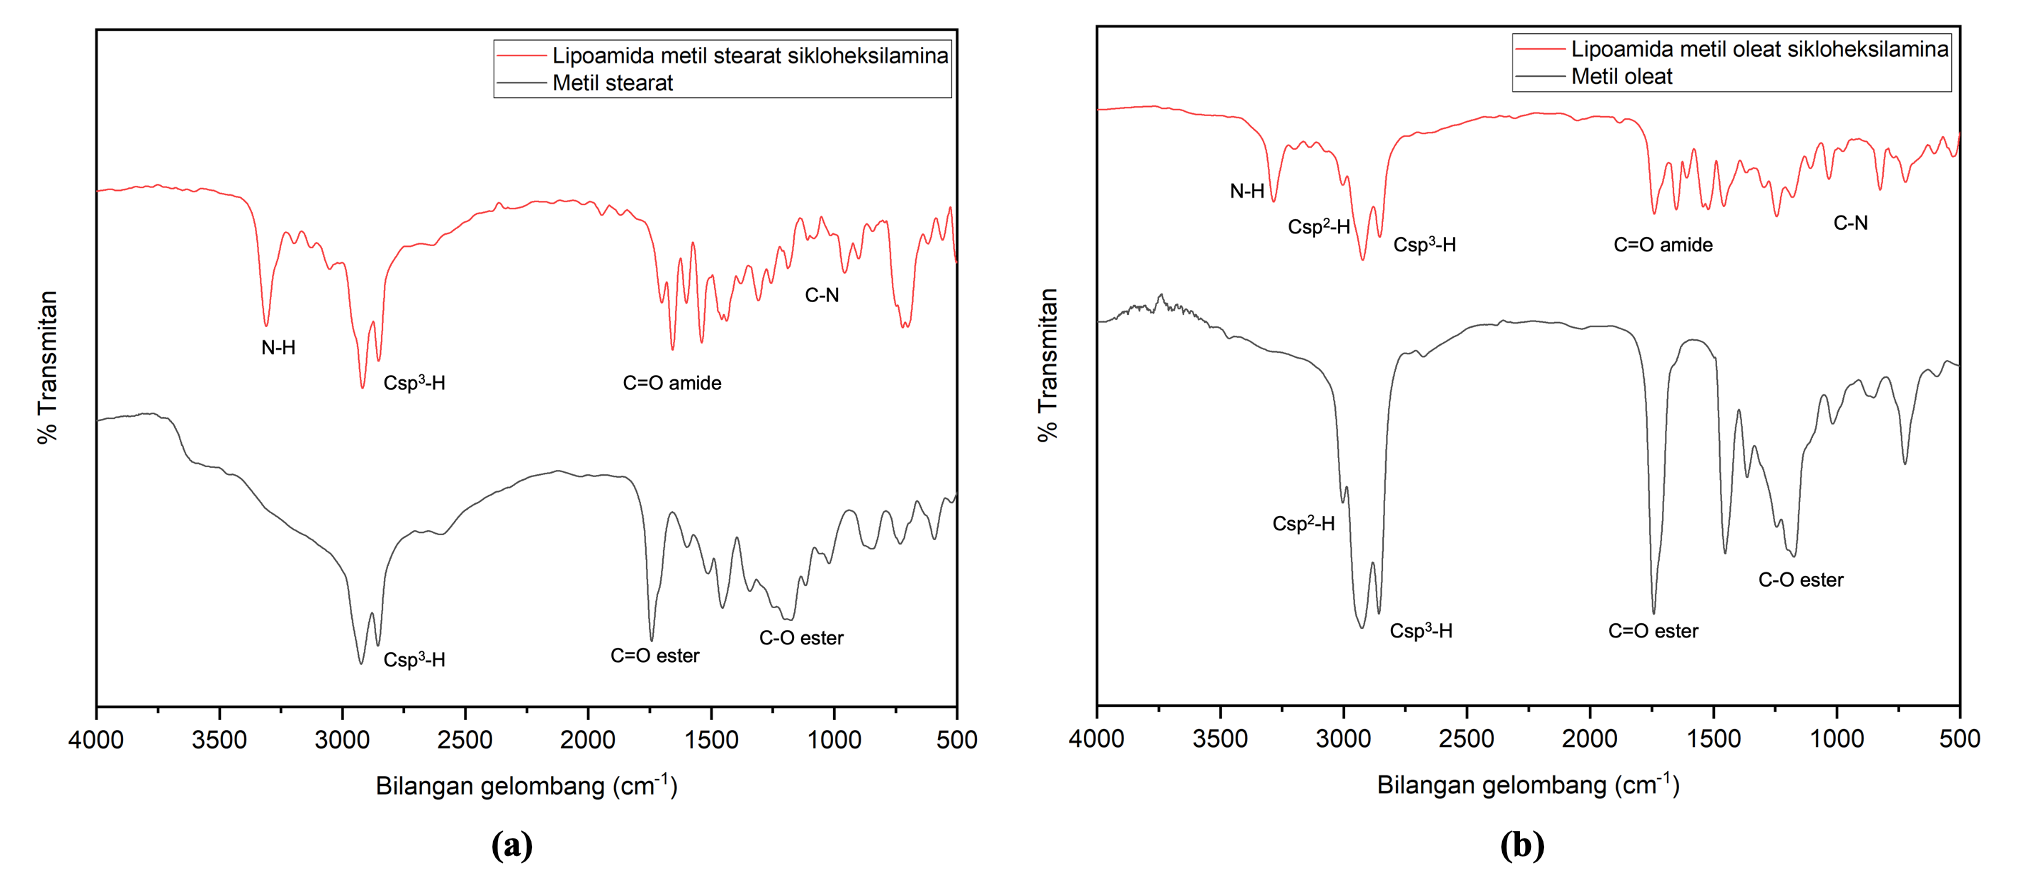 Lipoamida metil stearat sikloheksilamina
Metil stearat
N-H
Csp³-H
C=O amide
C-N
Csp³-H
C=O ester
C-O ester
% Transmitan
4000 3500 3000 2500 2000 1500 1000 500
Bilangan gelombang (cm⁻¹)
(a)
Lipoamida metil oleat sikloheksilamina
Metil oleat
N-H
Csp²-H
Csp³-H
C=O amide
C-N
Csp²-H
Csp³-H
C=O ester
C-O ester
% Transmitan
4000 3500 3000 2500 2000 1500 1000 500
Bilangan gelombang (cm⁻¹)
(b)